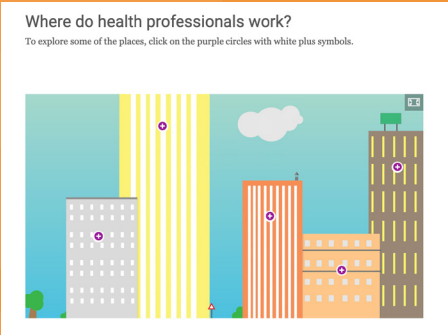 Where do health professionals work?
To explore some of the places, click on the purple circles with white plus symbols.